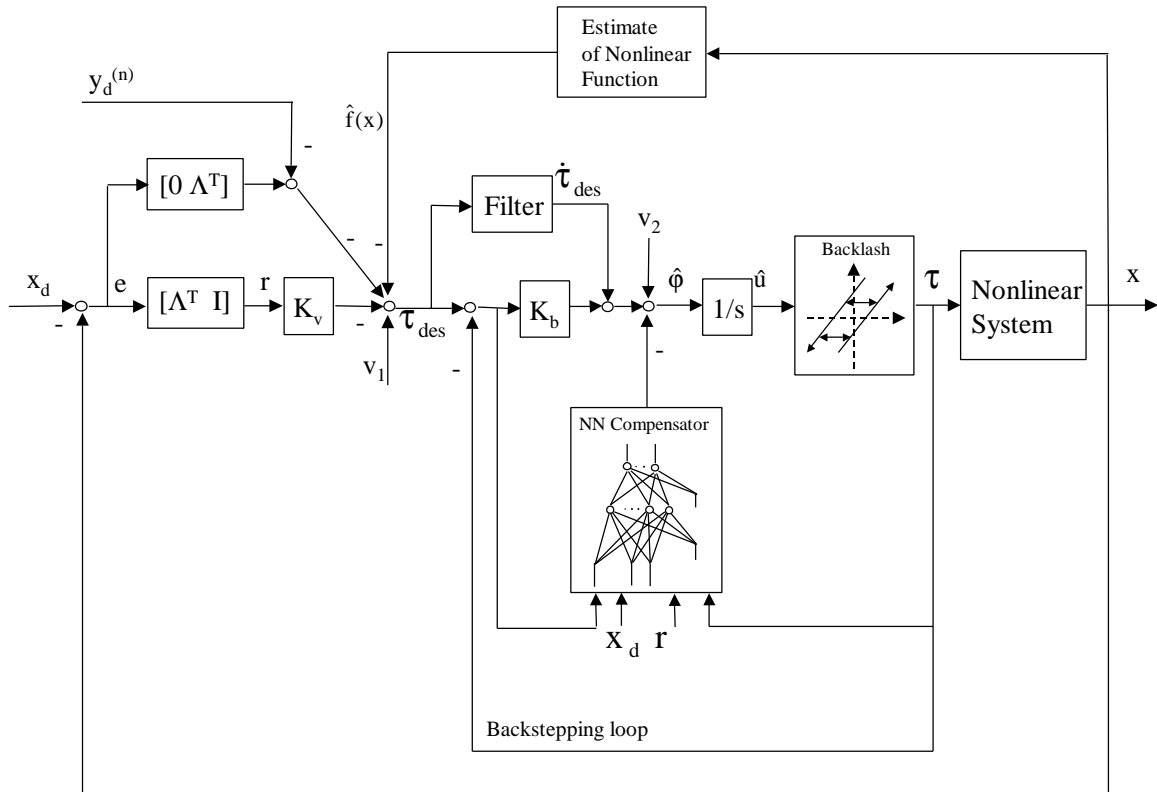 Estimate
of Nonlinear
Function
y_d^(n)
-
f̂(x)
[0 Λ^T]
-
-
Filter
τ̇_des
v_2
Backlash
x_d
-
e
[Λ^T I]
r
K_v
-
τ_des
v_1
-
K_b
φ̂
1/s
û
τ
Nonlinear
System
x
-
NN Compensator
...
...
x_d r
Backstepping loop